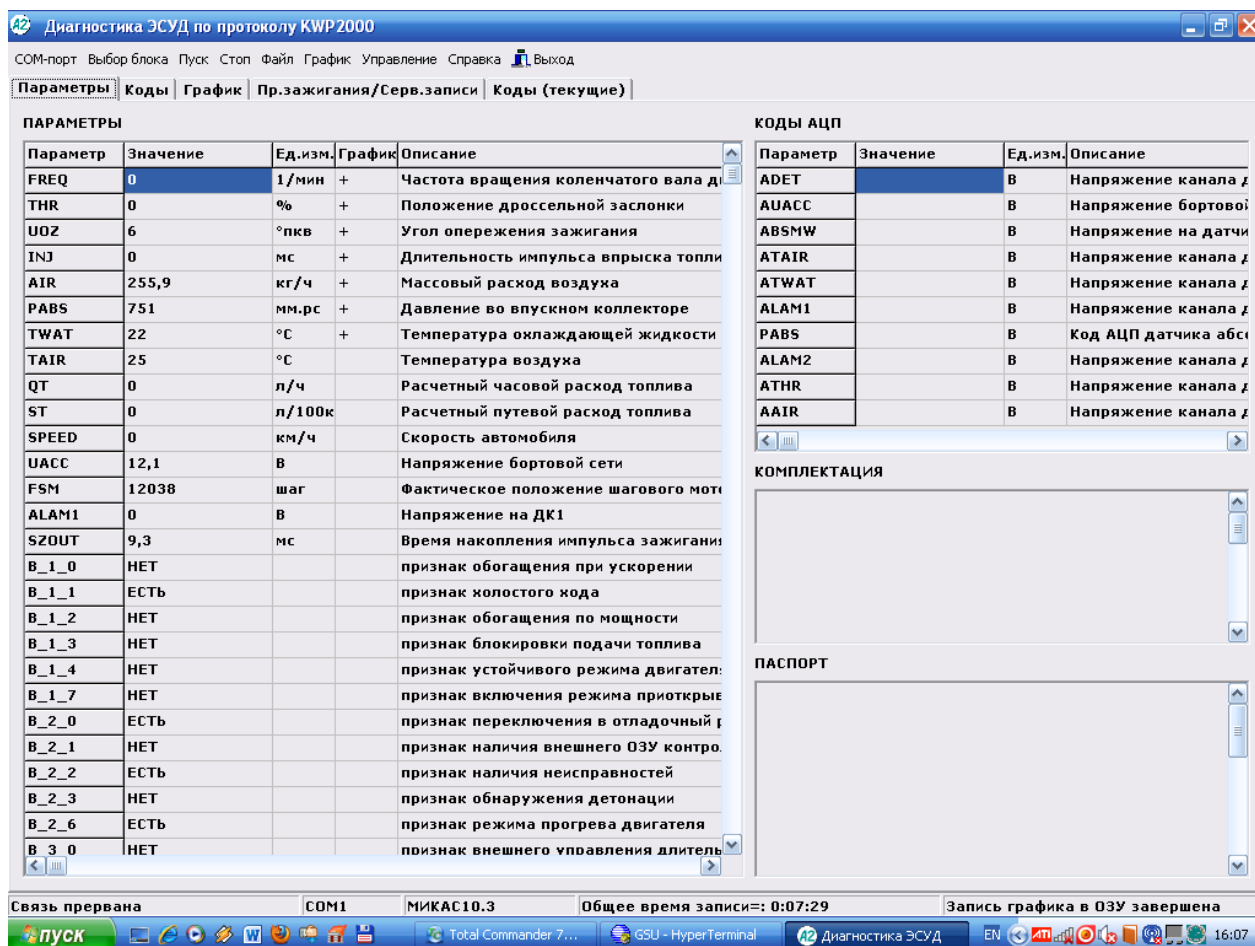 Диагностика ЭСУД по протоколу KWP2000
COM-порт Выбор блока Пуск Стоп Файл График Управление Справка Выход
Параметры Коды График Пр.зажигания/Серв.записи Коды (текущие)
ПАРАМЕТРЫ
Параметр Значение Ед.изм. График Описание
FREQ 0 1/мин + Частота вращения коленчатого вала д
THR 0 % + Положение дроссельной заслонки
UOZ 6 °пкв + Угол опережения зажигания
INJ 0 мс + Длительность импульса впрыска топли
AIR 255,9 кг/ч + Массовый расход воздуха
PABS 751 мм.рс + Давление во впускном коллекторе
TWAT 22 °C + Температура охлаждающей жидкости
TAIR 25 °C Температура воздуха
QT 0 л/ч Расчетный часовой расход топлива
ST 0 л/100к Расчетный путевой расход топлива
SPEED 0 км/ч Скорость автомобиля
UACC 12,1 В Напряжение бортовой сети
FSM 12038 шаг Фактическое положение шагового мот
ALAM1 0 В Напряжение на ДК1
SZOUT 9,3 мс Время накопления импульса зажигания
B_1_0 НЕТ признак обогащения при ускорении
B_1_1 ЕСТЬ признак холостого хода
B_1_2 НЕТ признак обогащения по мощности
B_1_3 НЕТ признак блокировки подачи топлива
B_1_4 НЕТ признак устойчивого режима двигател
B_1_7 НЕТ признак включения режима приоткрыв
B_2_0 ЕСТЬ признак переключения в отладочный р
B_2_1 НЕТ признак наличия внешнего ОЗУ контро
B_2_2 ЕСТЬ признак наличия неисправностей
B_2_3 НЕТ признак обнаружения детонации
B_2_6 ЕСТЬ признак режима прогрева двигателя
B_3_0 НЕТ признак внешнего управления длитель
КОДЫ АЦП
Параметр Значение Ед.изм. Описание
ADET В Напряжение канала д
AUACC В Напряжение бортовой
ABSMW В Напряжение на датчи
ATAIR В Напряжение канала д
ATWAT В Напряжение канала д
ALAM1 В Напряжение канала д
PABS В Код АЦП датчика абс
ALAM2 В Напряжение канала д
ATHR В Напряжение канала д
AAIR В Напряжение канала д
КОМПЛЕКТАЦИЯ
ПАСПОРТ
Связь прервана COM1 МИКАС10.3 Общее время записи=: 0:07:29 Запись графика в ОЗУ завершена
пуск Total Commander 7... GSU - HyperTerminal Диагностика ЭСУД EN 16:07